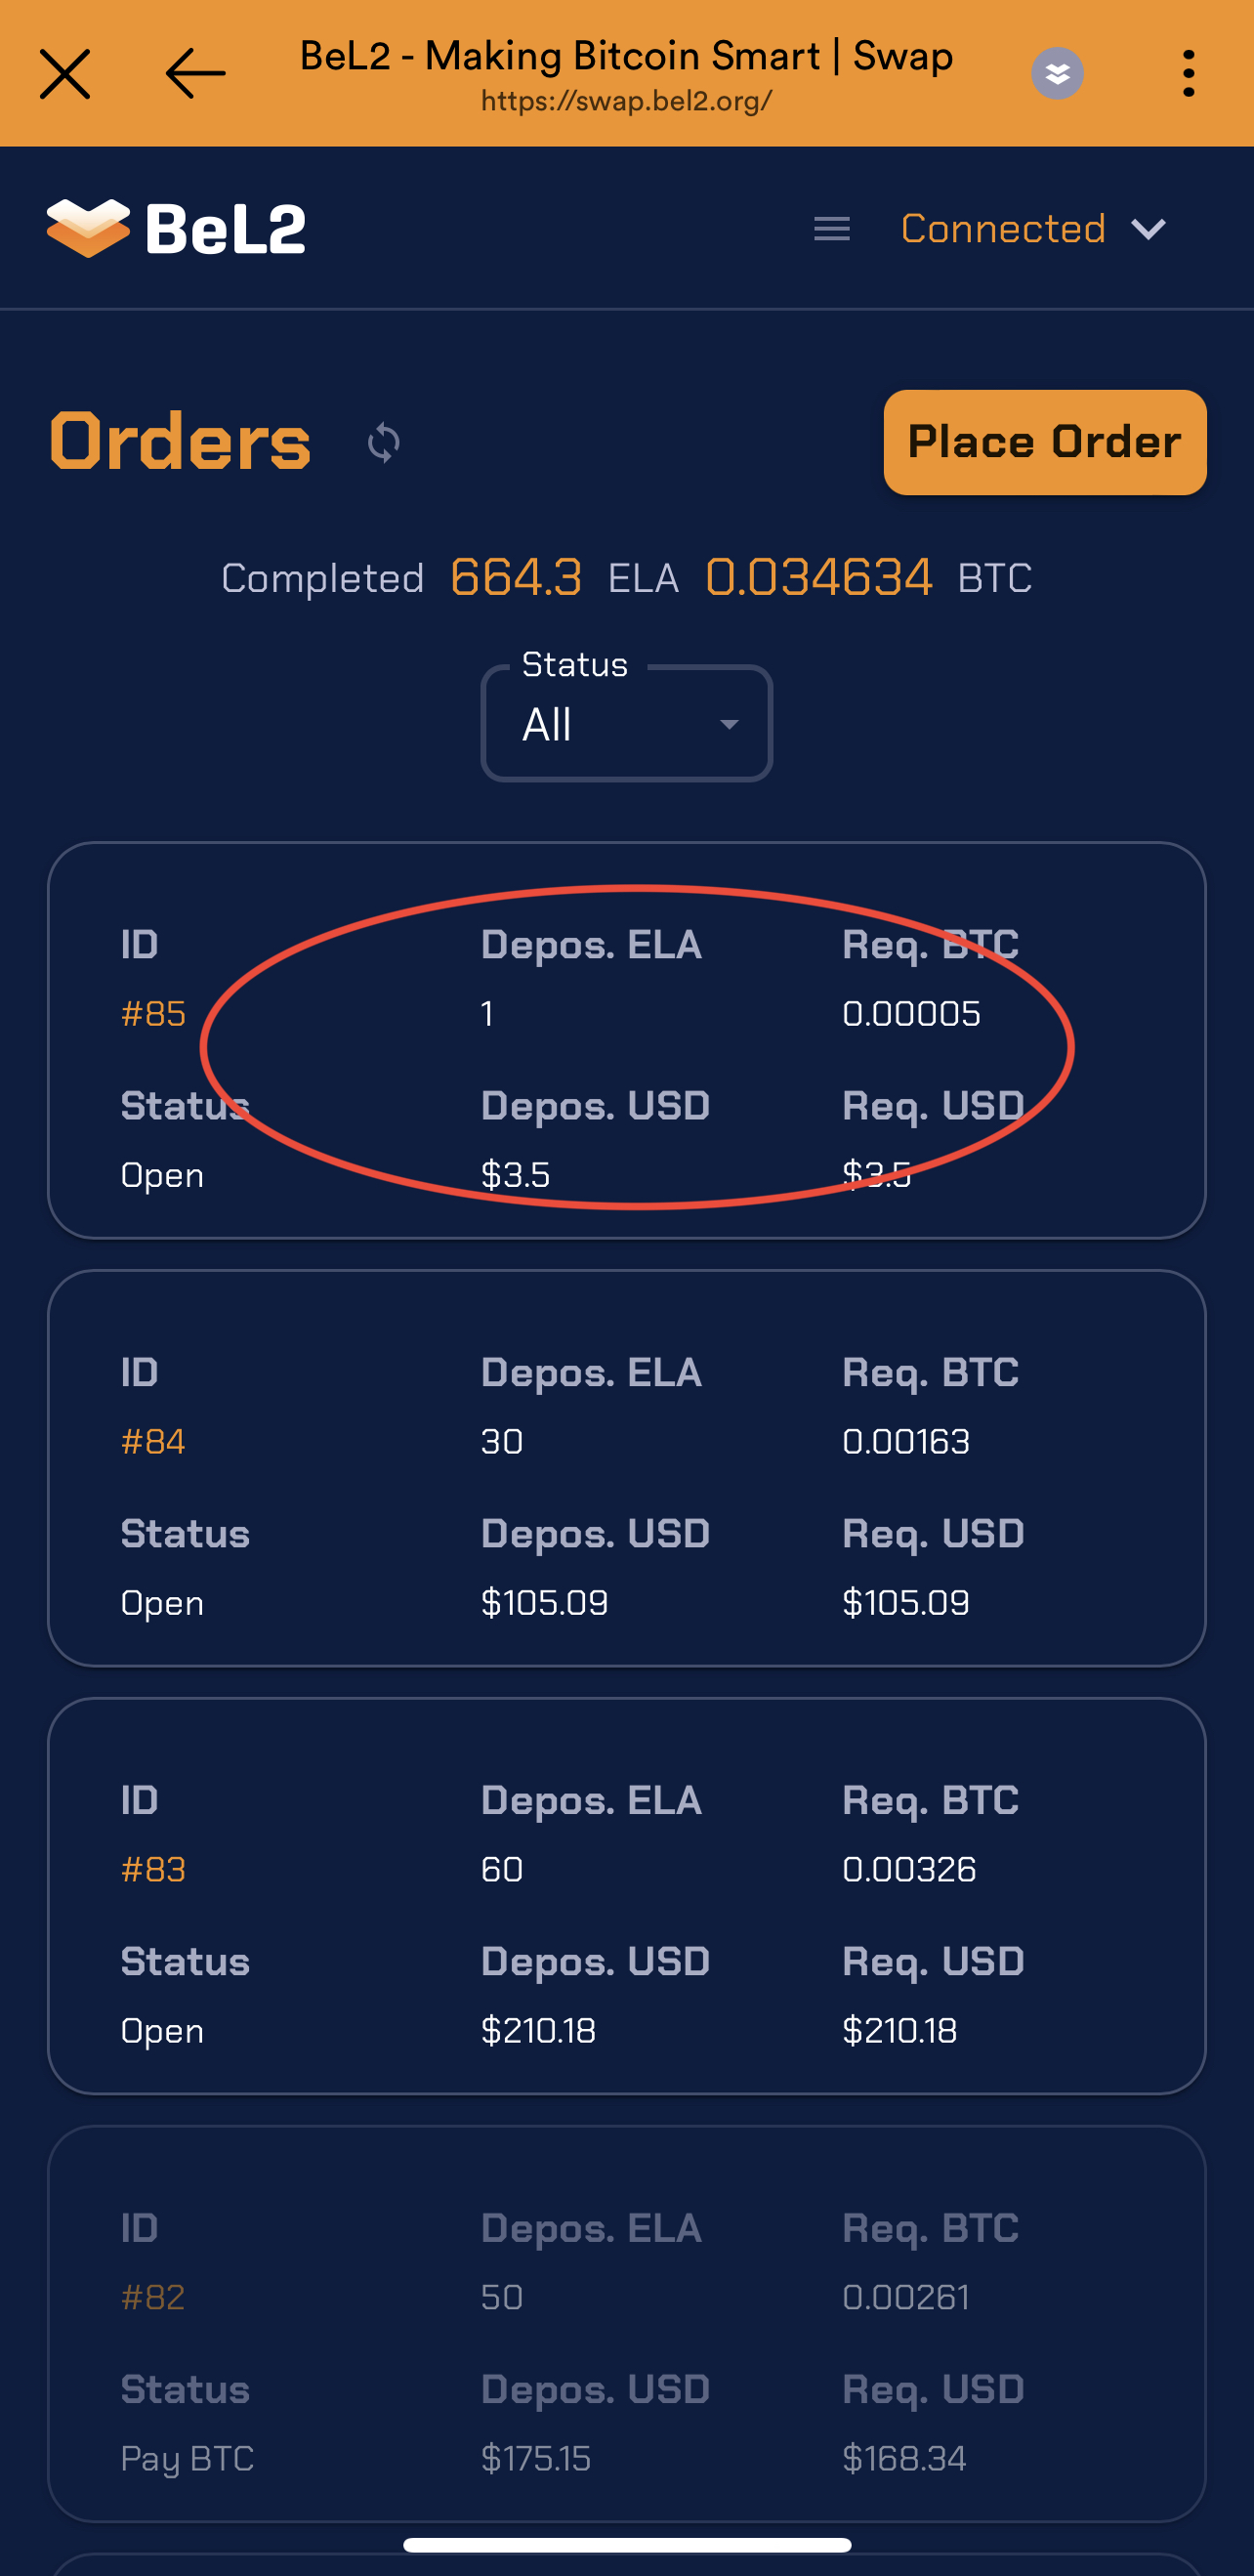 BeL2 - Making Bitcoin Smart | Swap
https://swap.bel2.org/
BeL2
Connected
Orders
Place Order
Completed 664.3 ELA 0.034634 BTC
Status
All
ID Depos. ELA Req. BTC
#85 1 0.00005
Status Depos. USD Req. USD
Open $3.5 $3.5
ID Depos. ELA Req. BTC
#84 30 0.00163
Status Depos. USD Req. USD
Open $105.09 $105.09
ID Depos. ELA Req. BTC
#83 60 0.00326
Status Depos. USD Req. USD
Open $210.18 $210.18
ID Depos. ELA Req. BTC
#82 50 0.00261
Status Depos. USD Req. USD
Pay BTC $175.15 $168.34